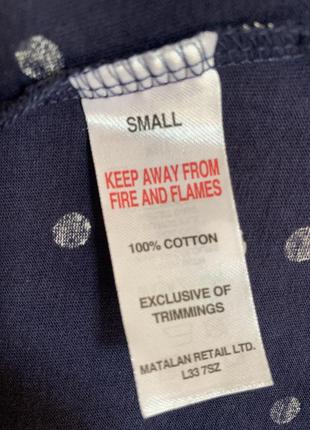 SMALL
KEEP AWAY FROM
FIRE AND FLAMES
100% COTTON
EXCLUSIVE OF
TRIMMINGS
MATALAN RETAIL LTD.
L33 7SZ